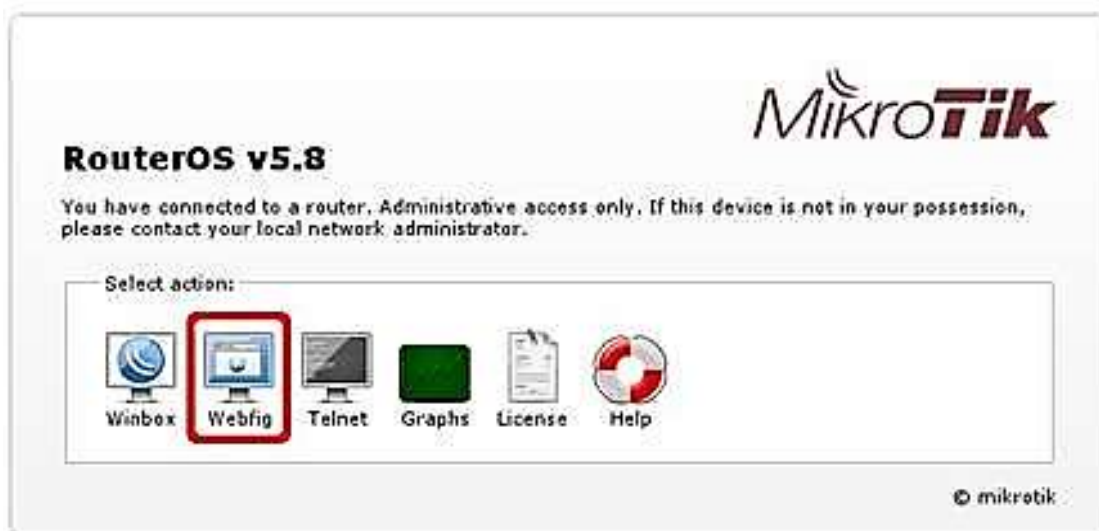 MikroTik
RouterOS v5.8
You have connected to a router. Administrative access only. If this device is not in your possession,
please contact your local network administrator.
Select action:
Winbox Webfig Telnet Graphs License Help
© mikrotik